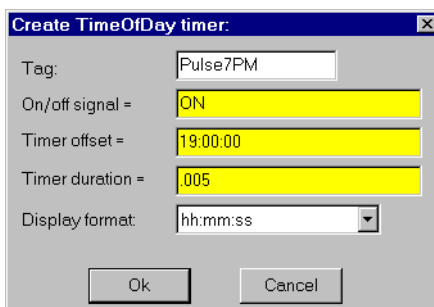 Create TimeOfDay timer:
Tag: Pulse7PM
On/off signal = ON
Timer offset = 19:00:00
Timer duration = .005
Display format: hh:mm:ss
Ok Cancel